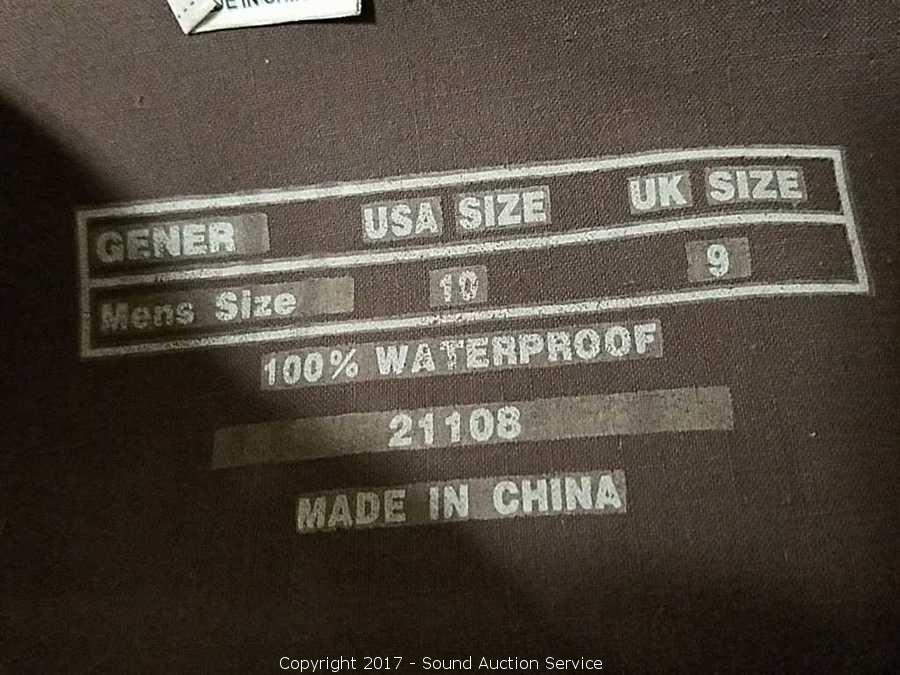 GENER USA SIZE UK SIZE
Mens Size 10 9
100% WATERPROOF
21108
MADE IN CHINA
Copyright 2017 - Sound Auction Service